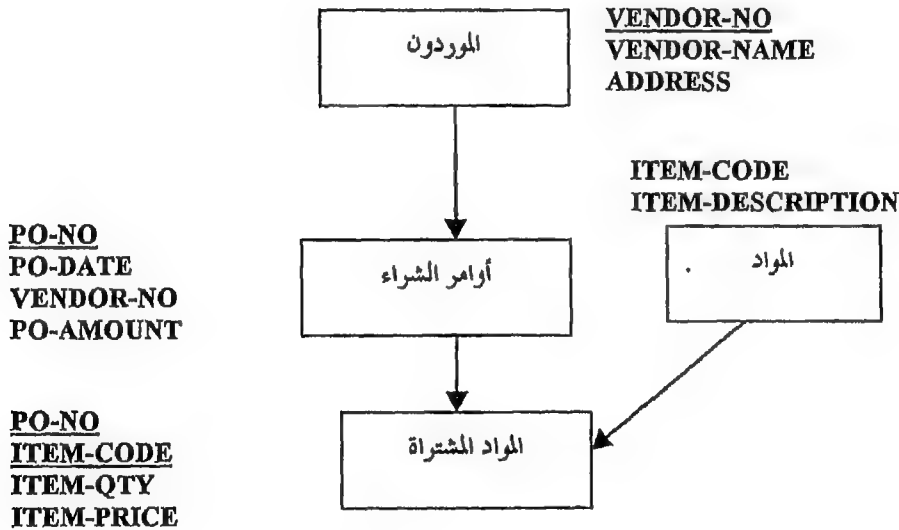 الموردون
VENDOR-NO
VENDOR-NAME
ADDRESS
ITEM-CODE
ITEM-DESCRIPTION
PO-NO
PO-DATE
VENDOR-NO
PO-AMOUNT
أوامر الشراء
المواد
PO-NO
ITEM-CODE
ITEM-QTY
ITEM-PRICE
المواد المشتراة